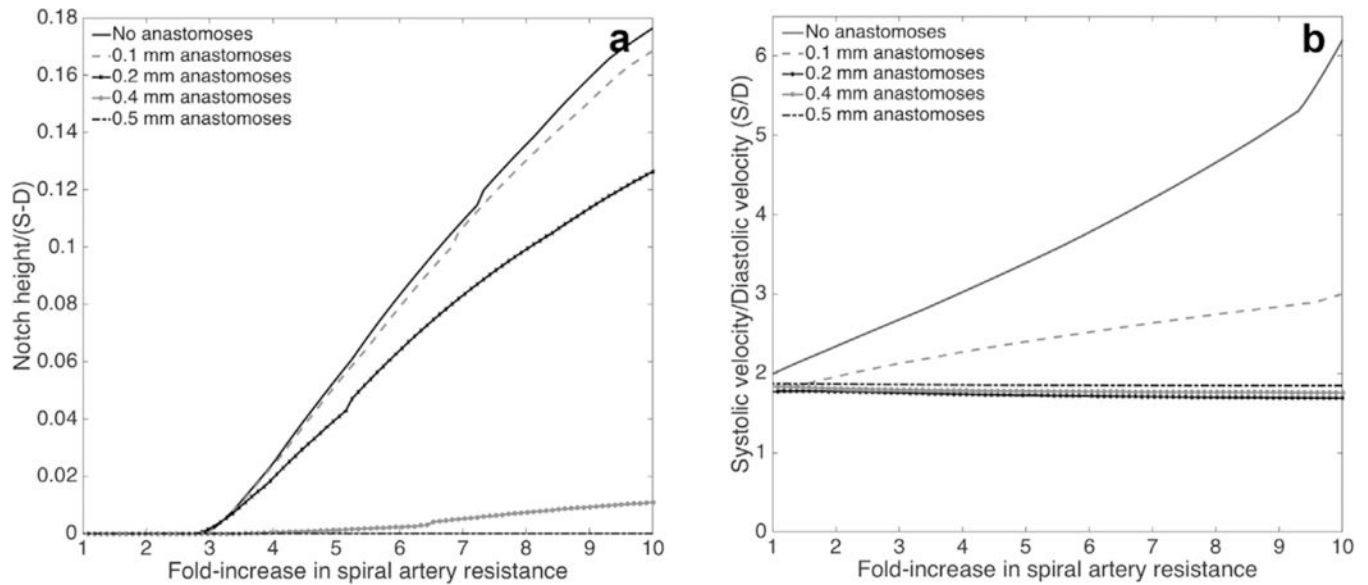 a
No anastomoses
0.1 mm anastomoses
0.2 mm anastomoses
0.4 mm anastomoses
0.5 mm anastomoses
0.18
0.16
0.14
0.12
0.1
0.08
0.06
0.04
0.02
0
Notch height/(S-D)
1 2 3 4 5 6 7 8 9 10
Fold-increase in spiral artery resistance
b
No anastomoses
0.1 mm anastomoses
0.2 mm anastomoses
0.4 mm anastomoses
0.5 mm anastomoses
6
5
4
3
2
1
0
Systolic velocity/Diastolic velocity (S/D)
1 2 3 4 5 6 7 8 9 10
Fold-increase in spiral artery resistance